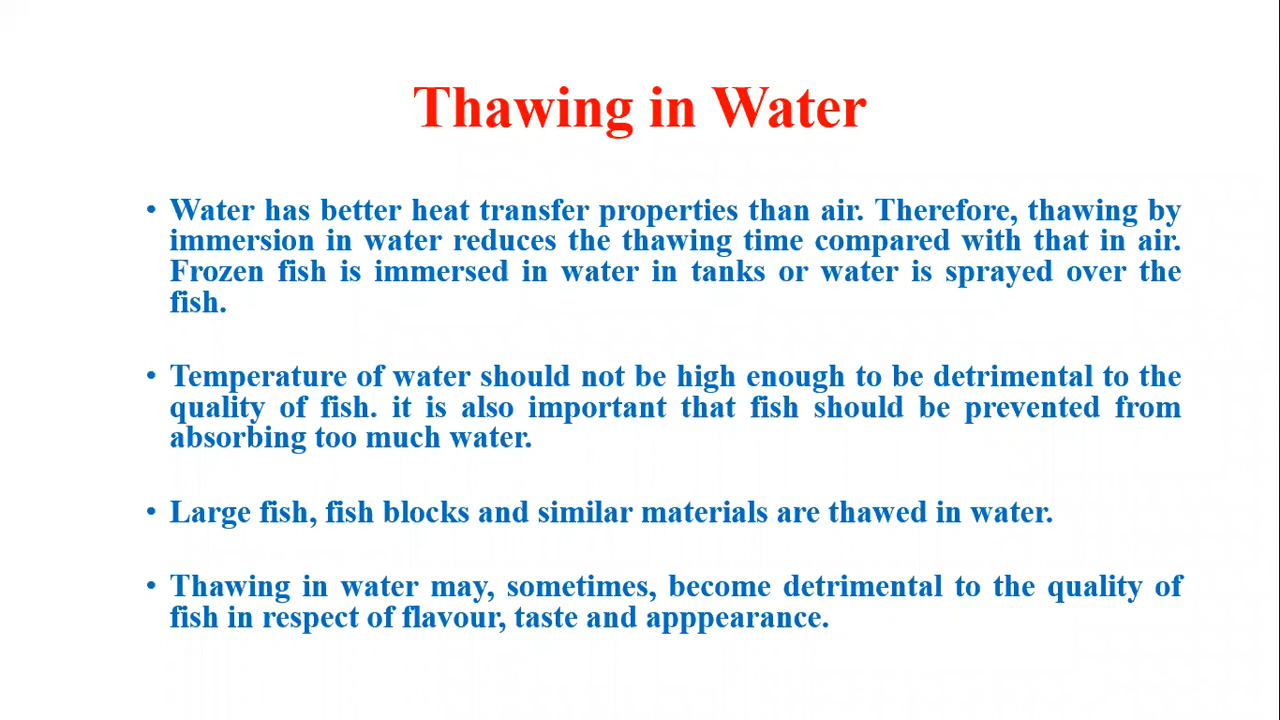 Thawing in Water
• Water has better heat transfer properties than air. Therefore, thawing by
immersion in water reduces the thawing time compared with that in air.
Frozen fish is immersed in water in tanks or water is sprayed over the
fish.
• Temperature of water should not be high enough to be detrimental to the
quality of fish. it is also important that fish should be prevented from
absorbing too much water.
• Large fish, fish blocks and similar materials are thawed in water.
• Thawing in water may, sometimes, become detrimental to the quality of
fish in respect of flavour, taste and apppearance.